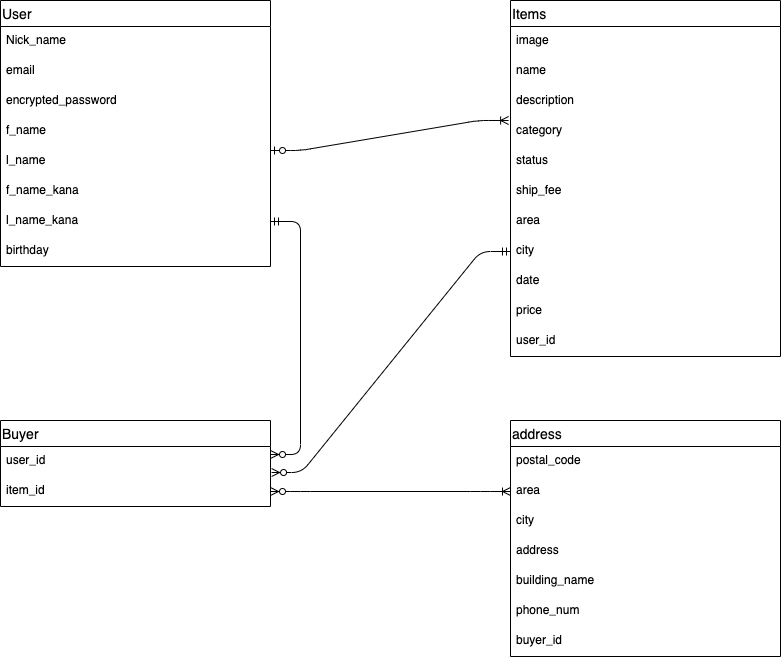 User
Nick_name
email
encrypted_password
f_name
l_name
f_name_kana
l_name_kana
birthday
Items
image
name
description
category
status
ship_fee
area
city
date
price
user_id
Buyer
user_id
item_id
address
postal_code
area
city
address
building_name
phone_num
buyer_id